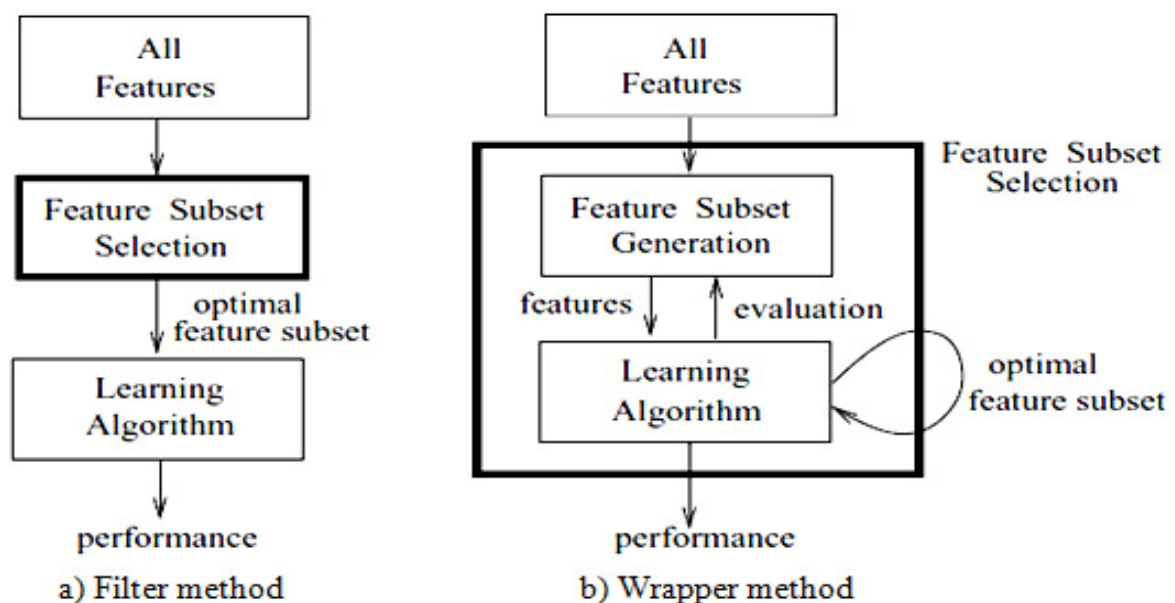 All
Features
Feature Subset
Selection
optimal
feature subset
Learning
Algorithm
performance
a) Filter method
All
Features
Feature Subset
Selection
Feature Subset
Generation
features
evaluation
Learning
Algorithm
optimal
feature subset
performance
b) Wrapper method